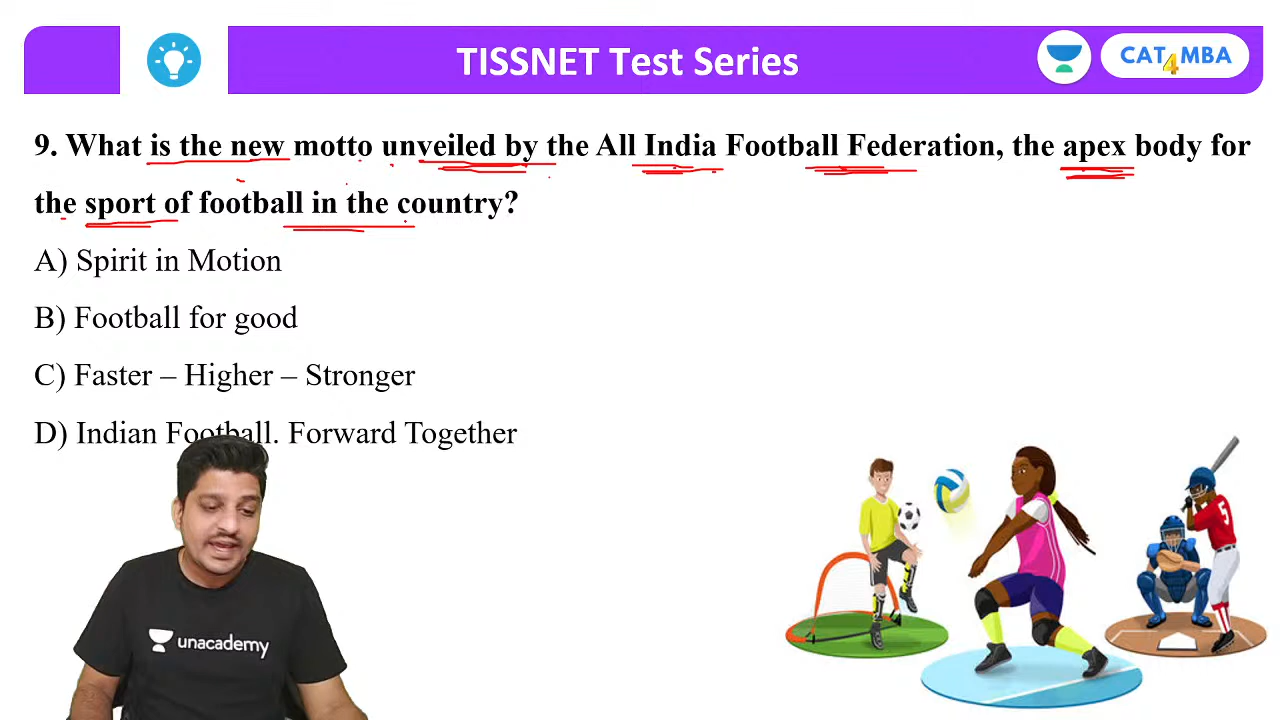 TISSNET Test Series
CAT4MBA
9. What is the new motto unveiled by the All India Football Federation, the apex body for
the sport of football in the country?
A) Spirit in Motion
B) Football for good
C) Faster – Higher – Stronger
D) Indian Football. Forward Together
unacademy
5